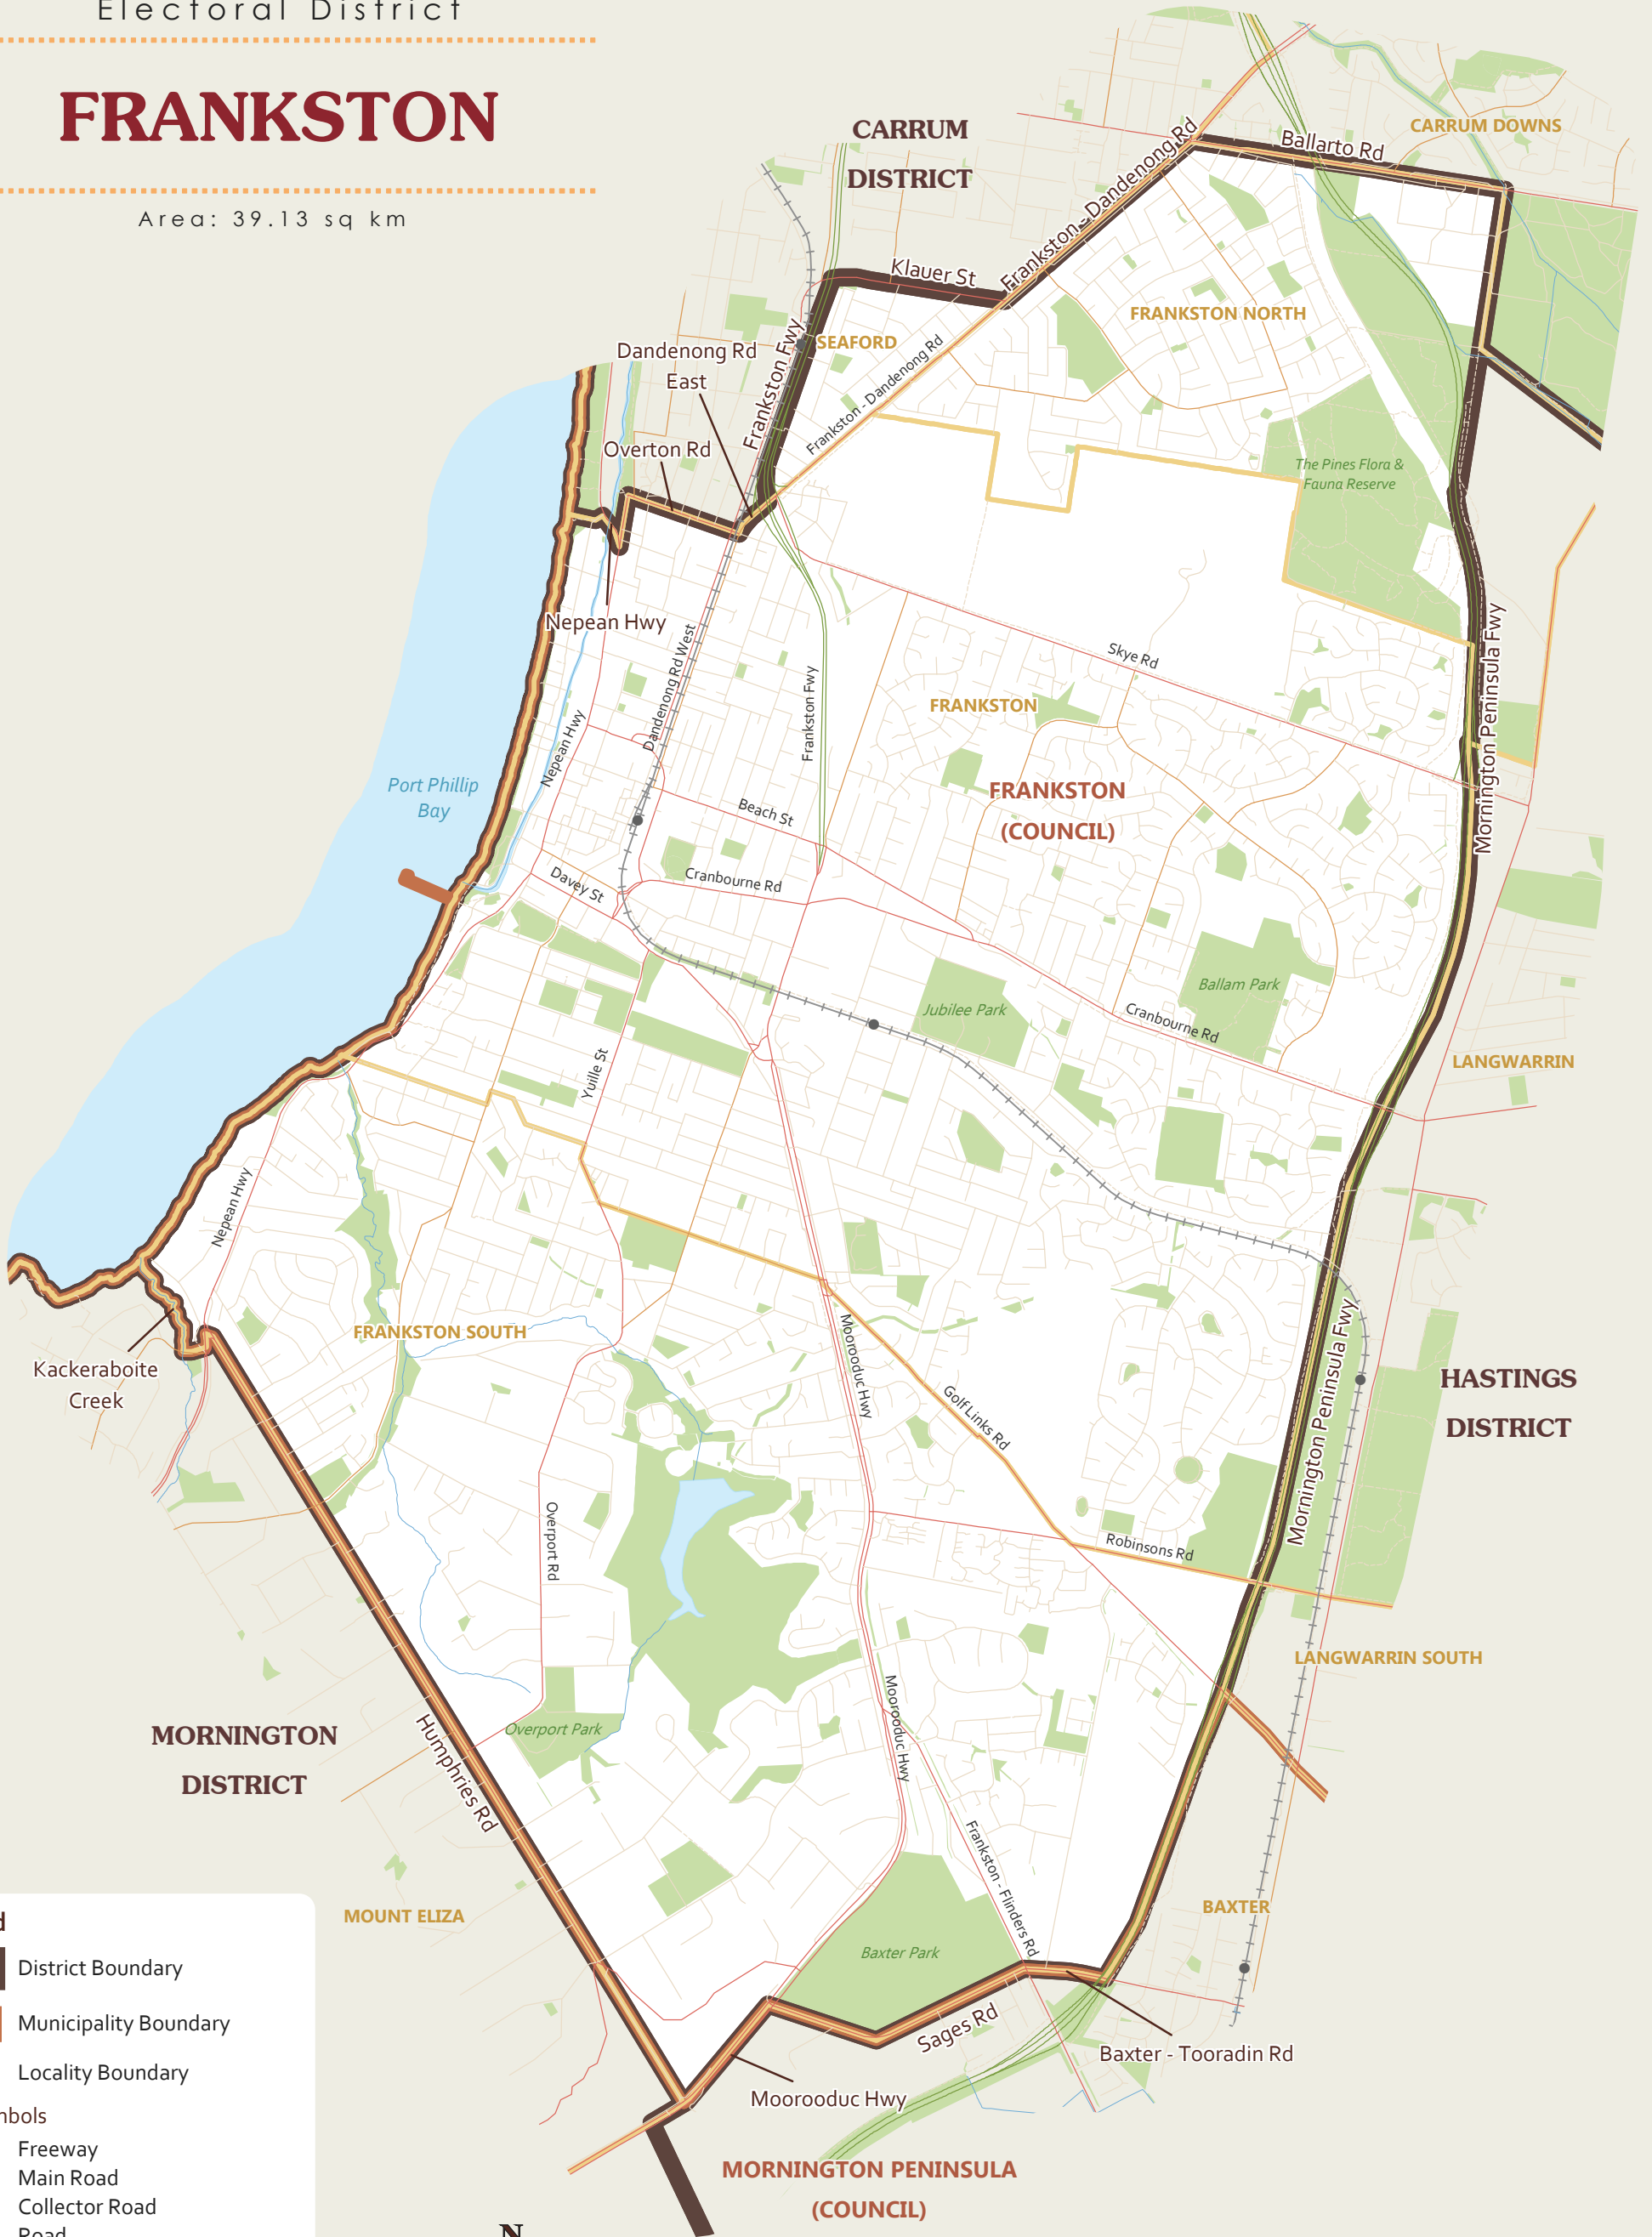 Electoral District
FRANKSTON
Area: 39.13 sq km
CARRUM DOWNS
Ballarto Rd
CARRUM
DISTRICT
Frankston - Dandenong Rd
Klauer St
FRANKSTON NORTH
SEAFORD
Frankston - Dandenong Rd
Frankston Fwy
Dandenong Rd
East
Overton Rd
The Pines Flora &
Fauna Reserve
Nepean Hwy
Dandenong Rd West
Skye Rd
Mornington Peninsula Fwy
Frankston Fwy
FRANKSTON
Nepean Hwy
Port Phillip
Bay
FRANKSTON
(COUNCIL)
Beach St
Davey St
Cranbourne Rd
Ballam Park
Jubilee Park
Cranbourne Rd
LANGWARRIN
Yuille St
Nepean Hwy
FRANKSTON SOUTH
Kackeraboite
Creek
Moorooduc Hwy
Golf Links Rd
Mornington Peninsula Fwy
HASTINGS
DISTRICT
Overport Rd
Robinsons Rd
LANGWARRIN SOUTH
Moorooduc Hwy
Overport Park
MORNINGTON
DISTRICT
Humphries Rd
Frankston - Flinders Rd
MOUNT ELIZA
BAXTER
Baxter Park
Sages Rd
Baxter - Tooradin Rd
Moorooduc Hwy
MORNINGTON PENINSULA
(COUNCIL)
District Boundary
Municipality Boundary
Locality Boundary
Freeway
Main Road
Collector Road
Road
N